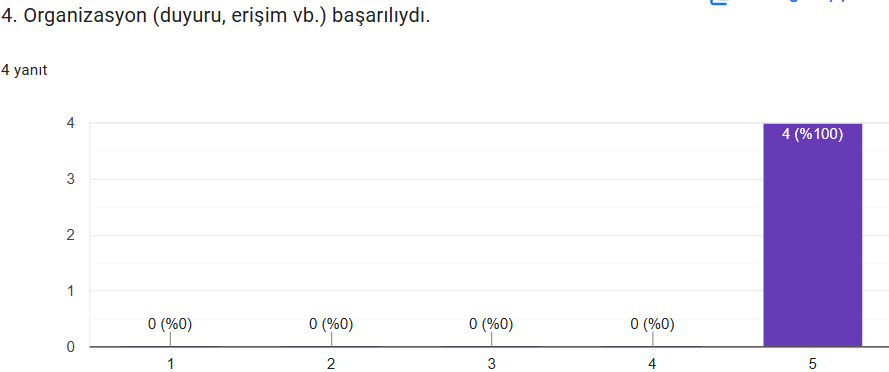 4. Organizasyon (duyuru, erişim vb.) başarılıydı.
4 yanıt
4
4 (%100)
3
2
1
0 (%0) 0 (%0) 0 (%0) 0 (%0)
0
1 2 3 4 5